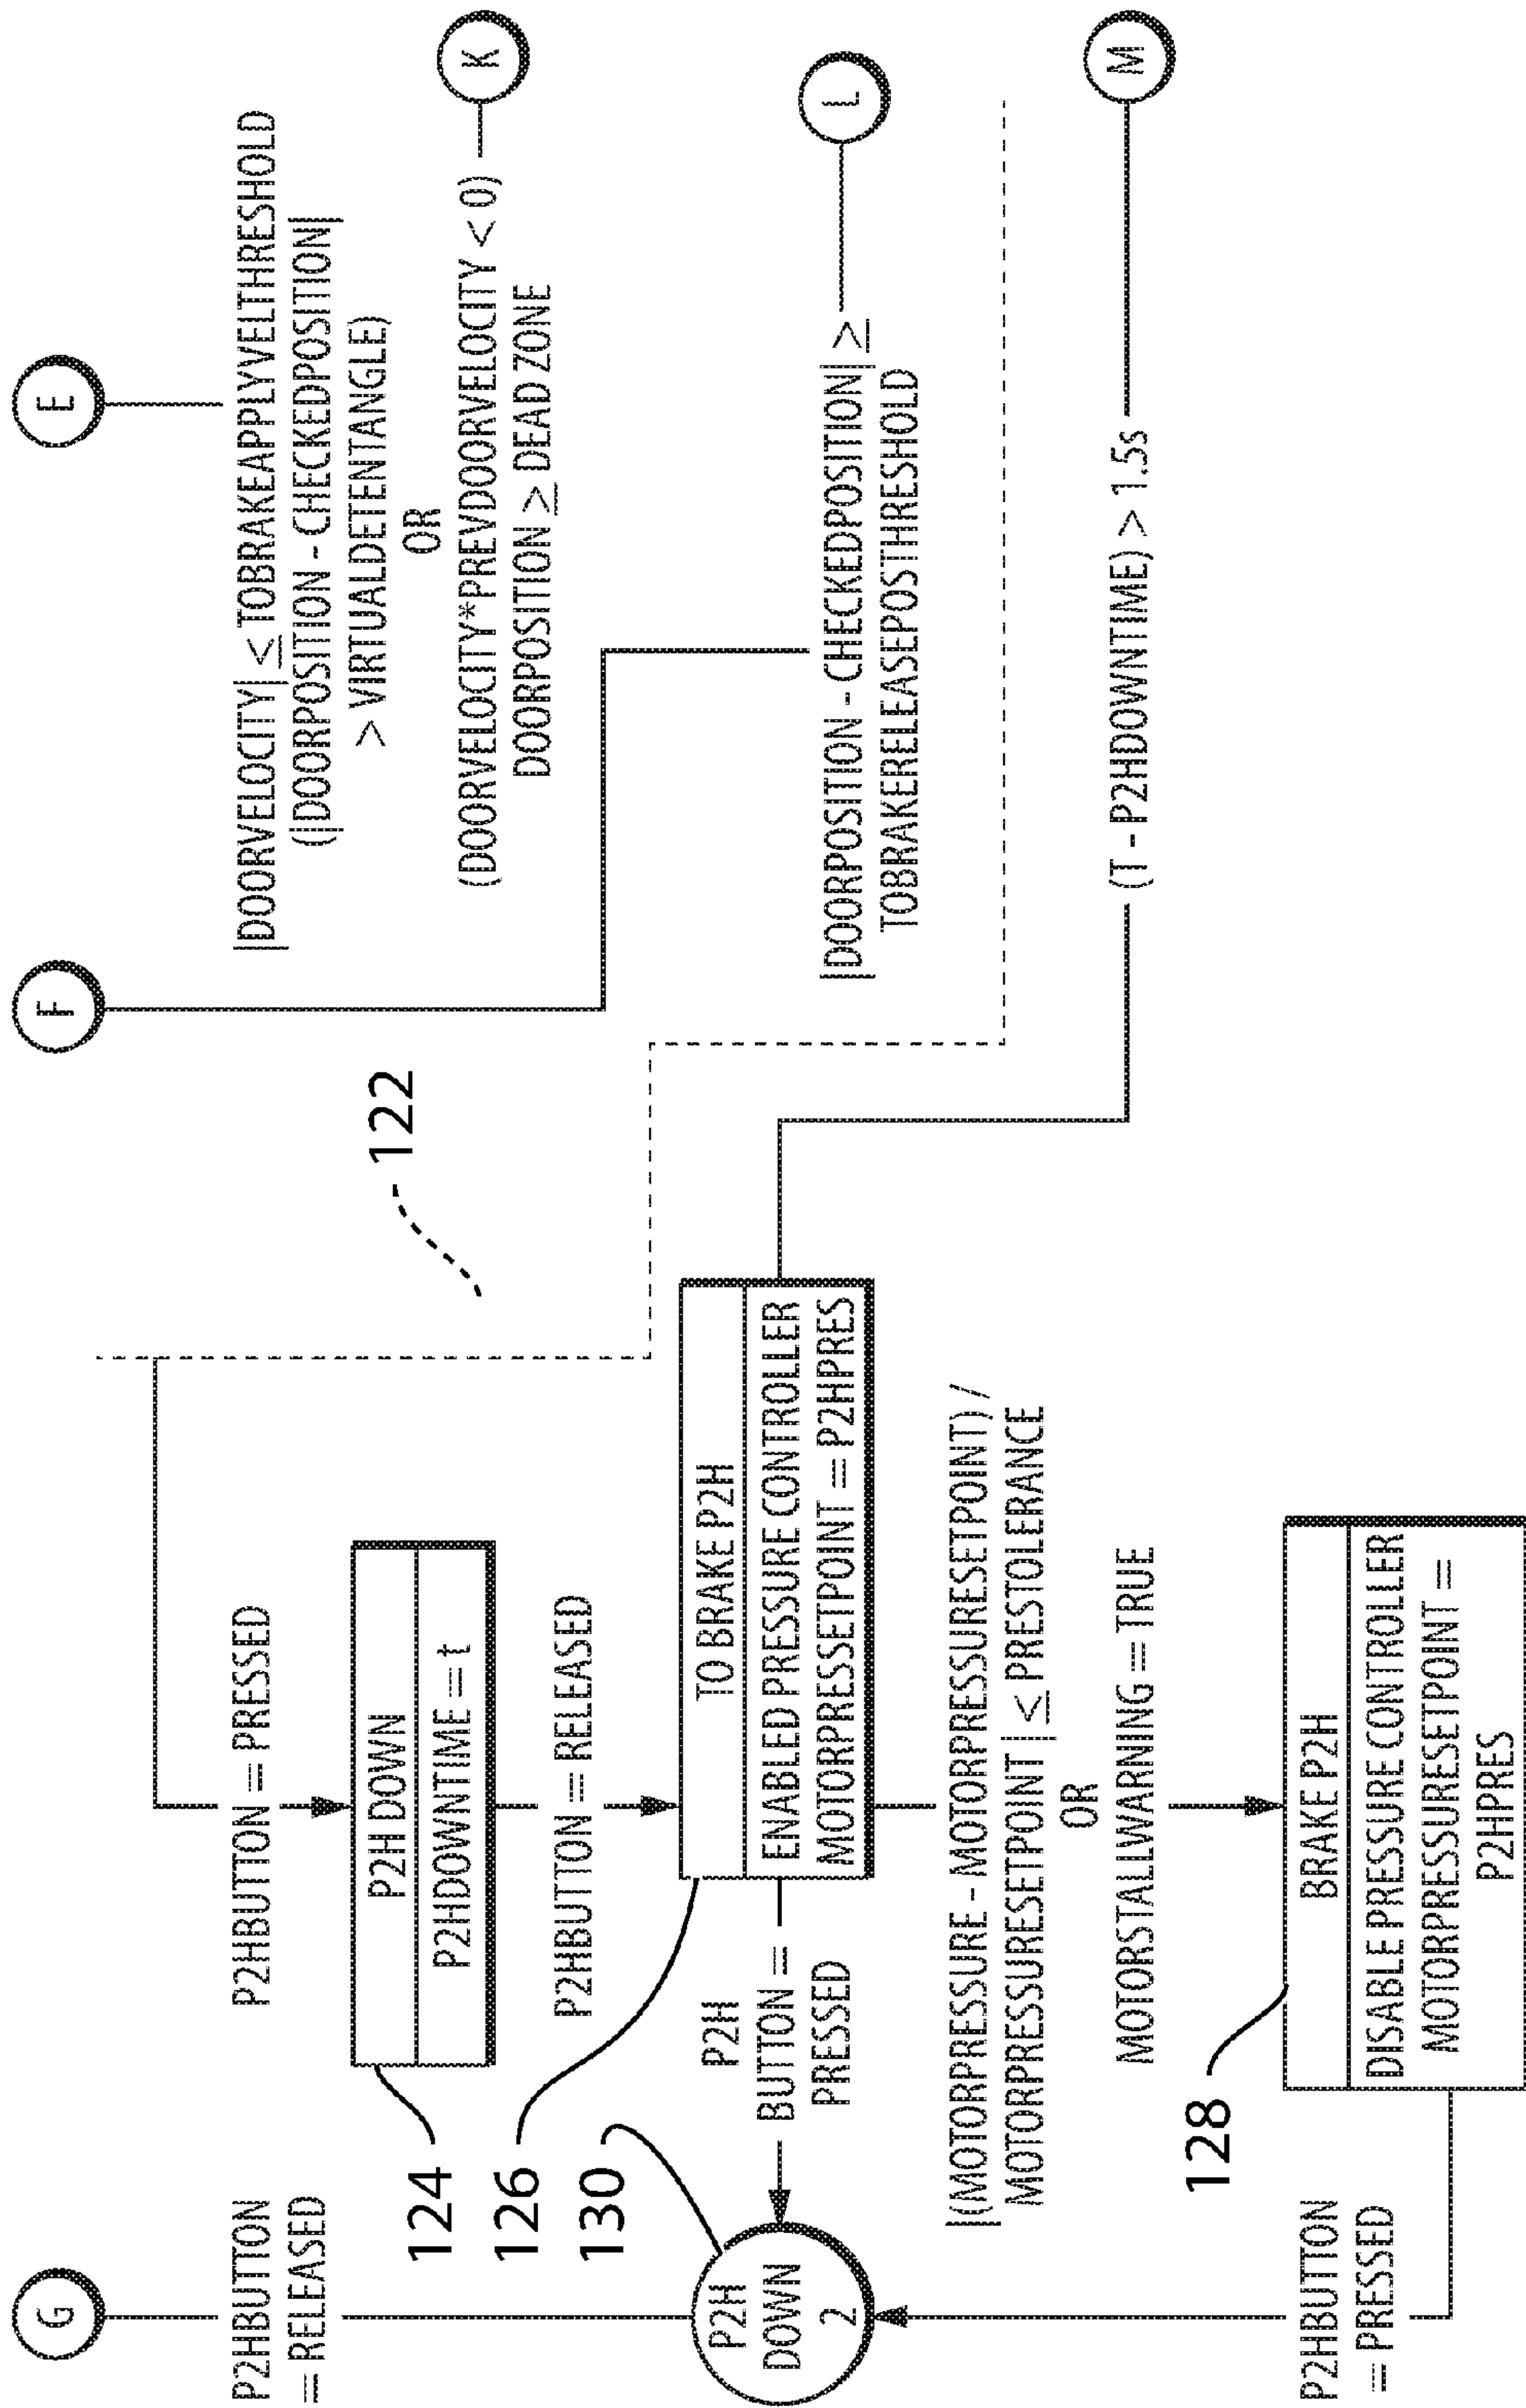 G
F
E
P2HBUTTON
= RELEASED
P2HBUTTON = PRESSED
|DOORVELOCITY| ≤ TOBRAKEAPPLYVELTHRESHOLD
(|DOORPOSITION - CHECKEDPOSITION|
> VIRTUALDETENTANGLE)
OR
(DOORVELOCITY*PREVDOORVELOCITY < 0)
DOORPOSITION ≥ DEAD ZONE
K
122
124
P2H DOWN
P2HDOWNTIME = t
126
P2HBUTTON = RELEASED
130
P2H
DOWN
2
P2H
BUTTON =
PRESSED
TO BRAKE P2H
ENABLED PRESSURE CONTROLLER
MOTORPRESSETPOINT = P2HPRES
|DOORPOSITION - CHECKEDPOSITION| ≥
TOBRAKERELEASEPOSTHRESHOLD
L
|(MOTORPRESSURE - MOTORPRESSURESETPOINT) /
MOTORPRESSURESETPOINT | ≤ PRESTOLERANCE
OR
MOTORSTALLWARNING = TRUE
(T - P2HDOWNTIME) > 1.5s
M
128
P2HBUTTON
= PRESSED
BRAKE P2H
DISABLE PRESSURE CONTROLLER
MOTORPRESSURESETPOINT =
P2HPRES